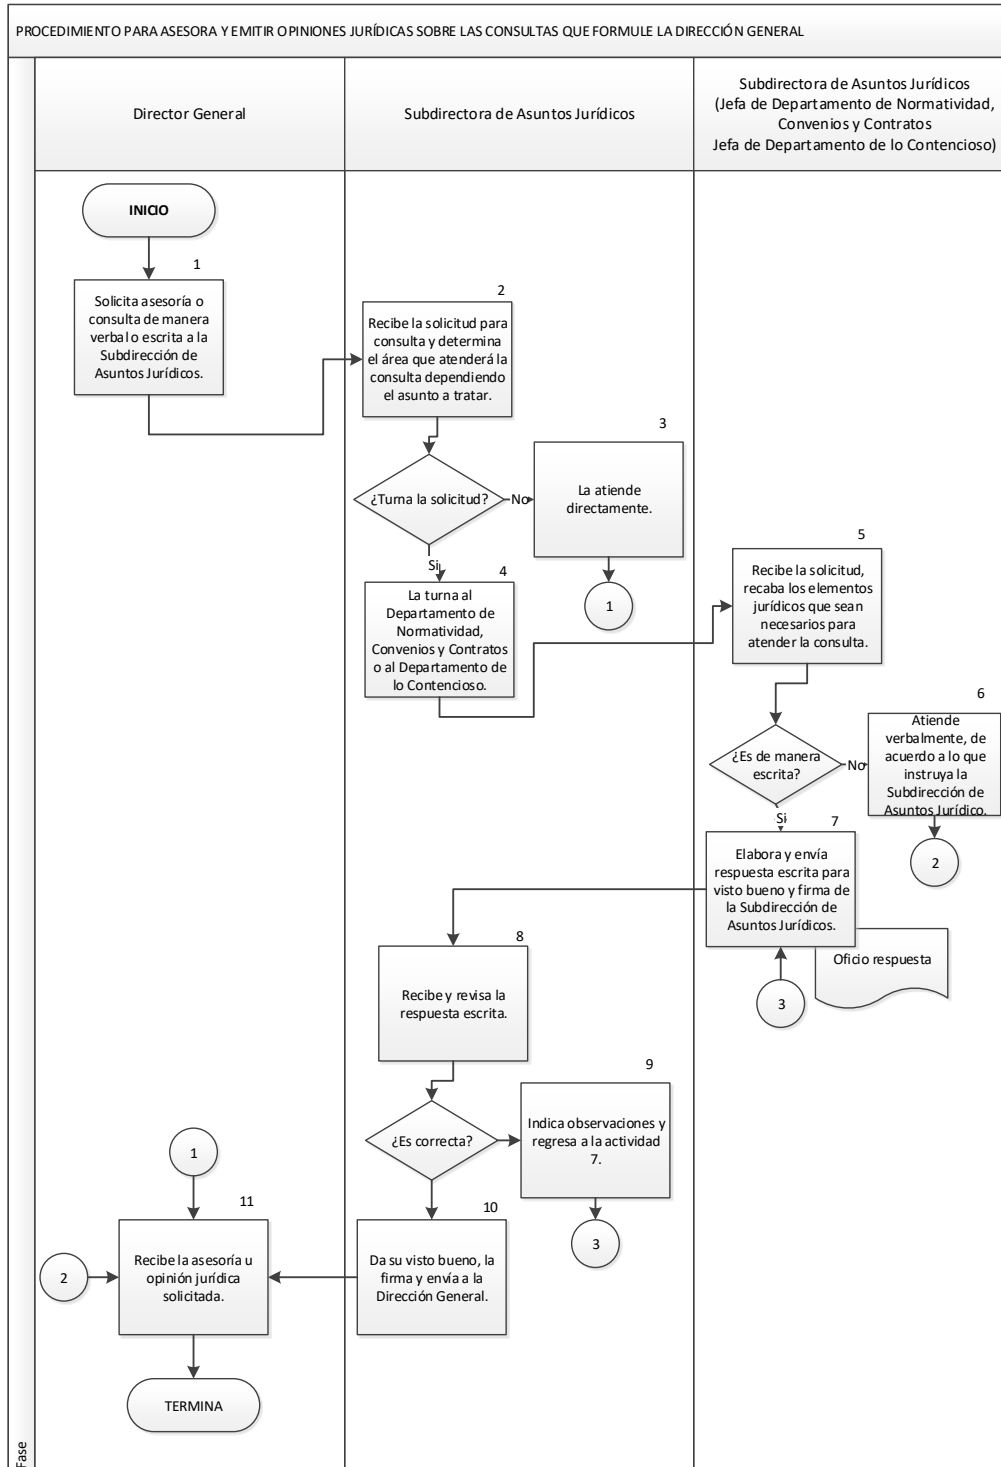 PROCEDIMIENTO PARA ASESORA Y EMITIR OPINIONES JURÍDICAS SOBRE LAS CONSULTAS QUE FORMULE LA DIRECCIÓN GENERAL
Director General
Subdirectora de Asuntos Jurídicos
Subdirectora de Asuntos Jurídicos
(Jefa de Departamento de Normatividad,
Convenios y Contratos
Jefa de Departamento de lo Contencioso)
INICIO
1
Solicita asesoría o
consulta de manera
verbal o escrita a la
Subdirección de
Asuntos Jurídicos.
2
Recibe la solicitud para
consulta y determina
el área que atenderá la
consulta dependiendo
el asunto a tratar.
¿Turna la solicitud?
No
3
La atiende
directamente.
1
Si
4
La turna al
Departamento de
Normatividad,
Convenios y Contratos
o al Departamento de
lo Contencioso.
5
Recibe la solicitud,
recaba los elementos
jurídicos que sean
necesarios para
atender la consulta.
¿Es de manera
escrita?
No
6
Atiende
verbalmente, de
acuerdo a lo que
instruya la
Subdirección de
Asuntos Jurídico.
2
Si
7
Elabora y envía
respuesta escrita para
visto bueno y firma de
la Subdirección de
Asuntos Jurídicos.
Oficio respuesta
3
8
Recibe y revisa la
respuesta escrita.
¿Es correcta?
9
Indica observaciones y
regresa a la actividad
7.
3
10
Da su visto bueno, la
firma y envía a la
Dirección General.
1
11
Recibe la asesoría u
opinión jurídica
solicitada.
2
TERMINA
Fase